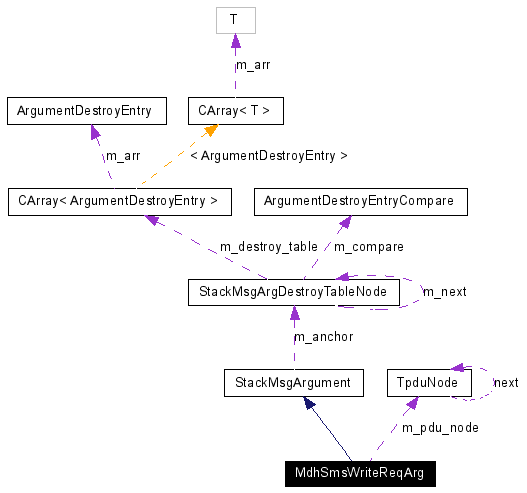 T
m_arr
ArgumentDestroyEntry
CArray< T >
m_arr
< ArgumentDestroyEntry >
CArray< ArgumentDestroyEntry >
ArgumentDestroyEntryCompare
m_destroy_table
m_compare
StackMsgArgDestroyTableNode
m_next
m_anchor
StackMsgArgument
TpduNode
next
m_pdu_node
MdhSmsWriteReqArg